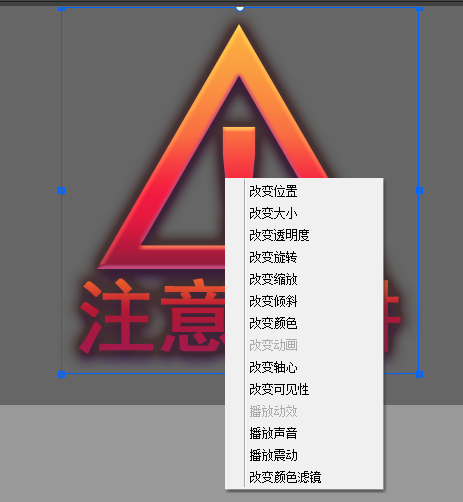 注意
改变位置
改变大小
改变透明度
改变旋转
改变缩放
改变倾斜
改变颜色
改变动画
改变轴心
改变可见性
播放动效
播放声音
播放震动
改变颜色滤镜